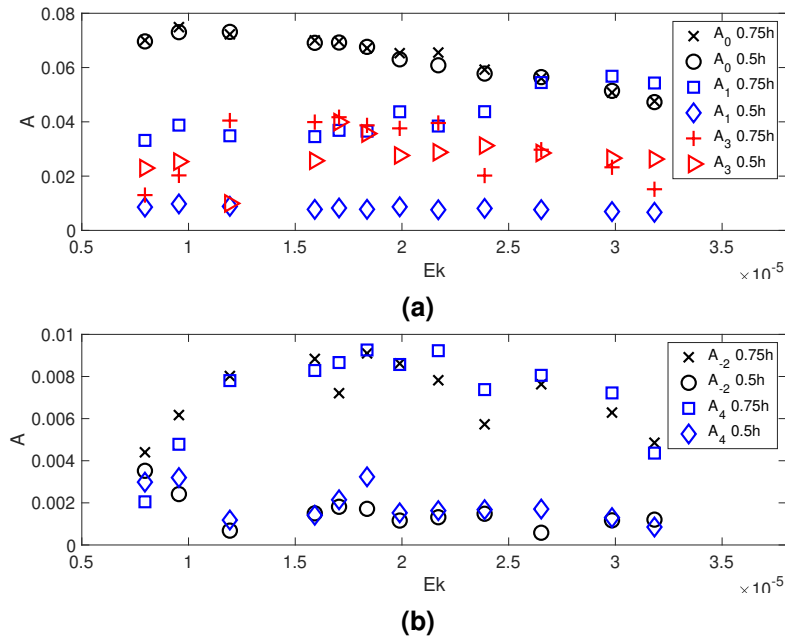 0.08
0.06
0.04
0.02
0
A
0.5 1 1.5 2 2.5 3 3.5
Ek
×10⁻⁵
A₀ 0.75h
A₀ 0.5h
A₁ 0.75h
A₁ 0.5h
A₃ 0.75h
A₃ 0.5h
(a)
0.01
0.008
0.006
0.004
0.002
0
A
0.5 1 1.5 2 2.5 3 3.5
Ek
×10⁻⁵
A₋₂ 0.75h
A₋₂ 0.5h
A₄ 0.75h
A₄ 0.5h
(b)